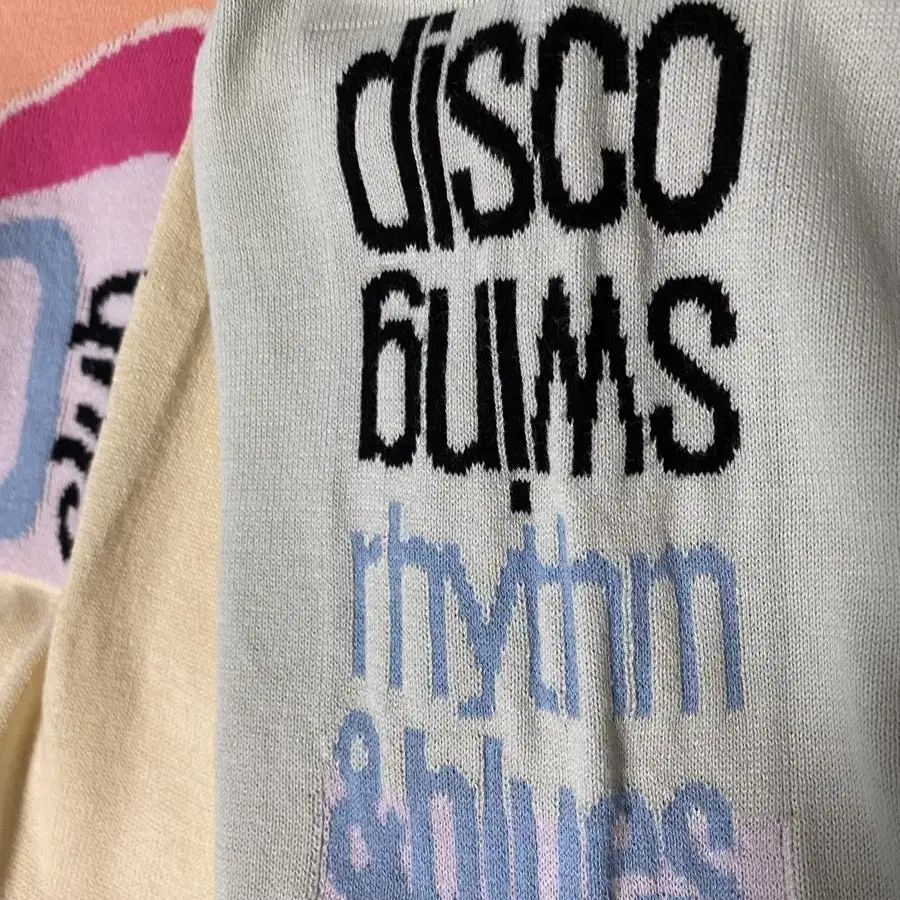 disco
swing
rhythm
&blues